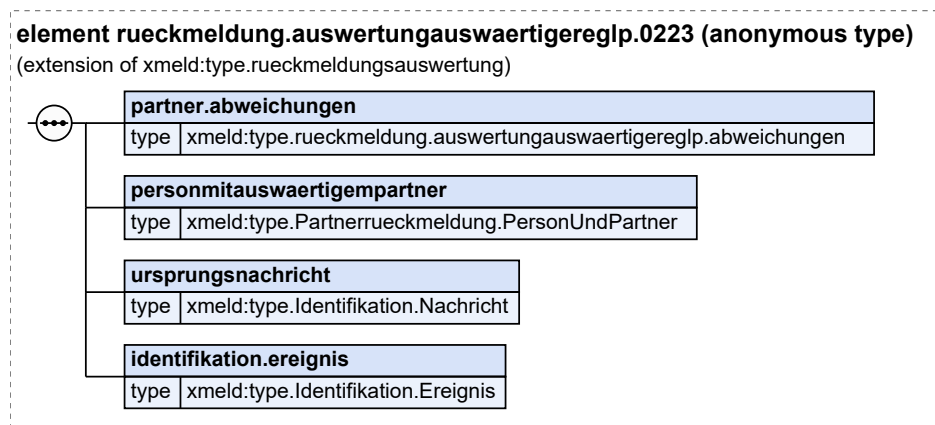 element rueckmeldung.auswertungauswaertigereglp.0223 (anonymous type)
(extension of xmeld:type.rueckmeldungsauswertung)
partner.abweichungen
type xmeld:type.rueckmeldung.auswertungauswaertigereglp.abweichungen
personmitauswaertigempartner
type xmeld:type.Partnerrueckmeldung.PersonUndPartner
ursprungsnachricht
type xmeld:type.Identifikation.Nachricht
identifikation.ereignis
type xmeld:type.Identifikation.Ereignis